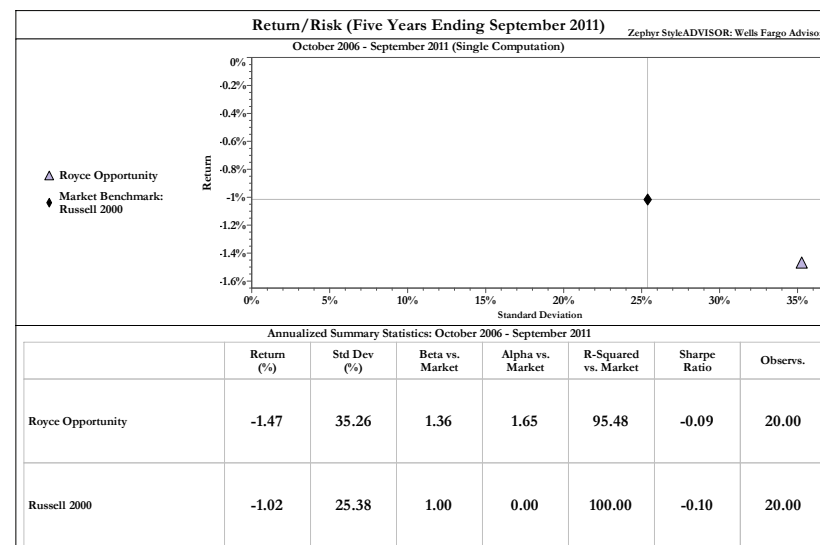 Return/Risk (Five Years Ending September 2011)
Zephyr StyleADVISOR: Wells Fargo Advisor
October 2006 - September 2011 (Single Computation)
0%
-0.2%
-0.4%
-0.6%
-0.8%
-1%
-1.2%
-1.4%
-1.6%
Return
Royce Opportunity
Market Benchmark:
Russell 2000
0% 5% 10% 15% 20% 25% 30% 35%
Standard Deviation
Annualized Summary Statistics: October 2006 - September 2011
Return (%) Std Dev (%) Beta vs. Market Alpha vs. Market R-Squared vs. Market Sharpe Ratio Observs.
Royce Opportunity -1.47 35.26 1.36 1.65 95.48 -0.09 20.00
Russell 2000 -1.02 25.38 1.00 0.00 100.00 -0.10 20.00